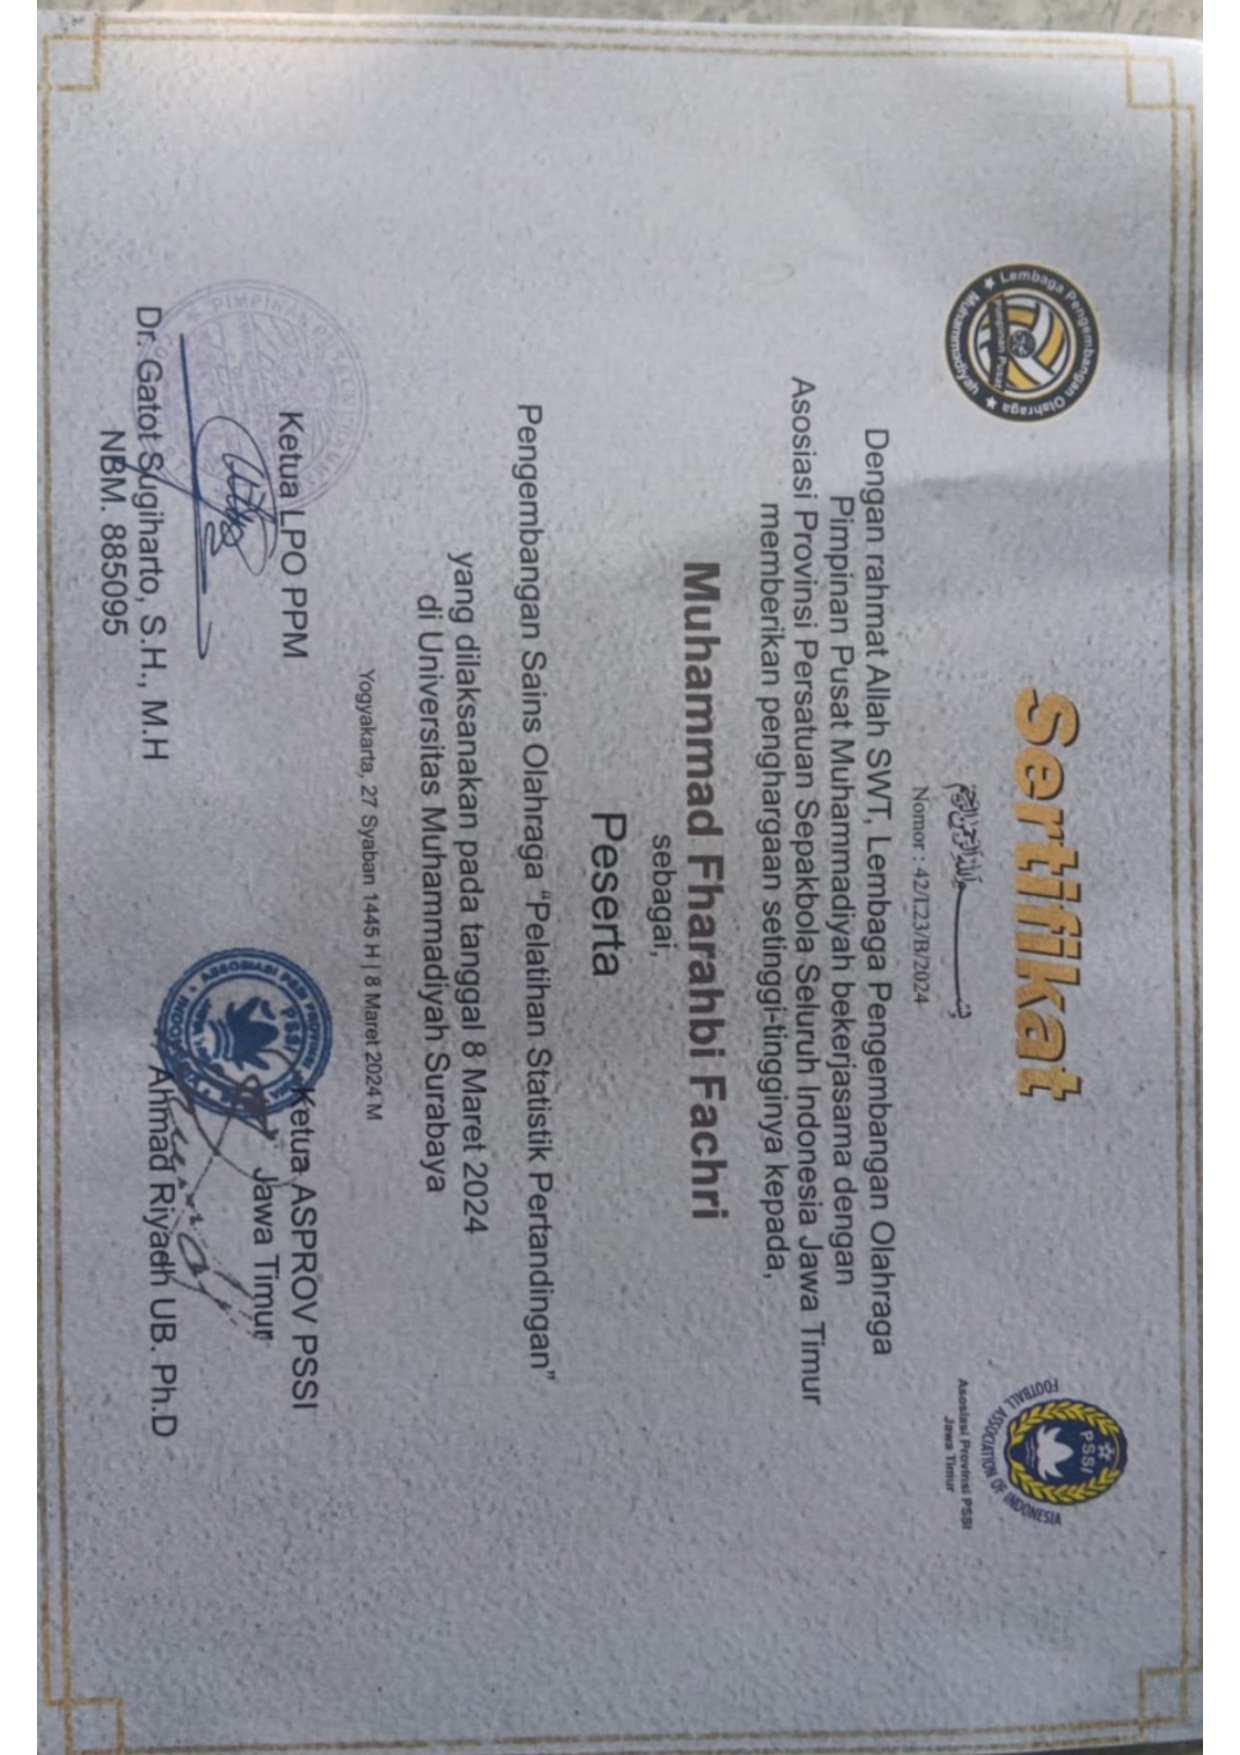 Lembaga Pengembangan Olahraga
Pimpinan Pusat
Muhammadiyah
Sertifikat
PSSI
FOOTBALL ASSOCIATION OF INDONESIA
Asosiasi Provinsi PSSI
Jawa Timur
بسم الله الرحمن الرحيم
Nomor : 42/I.23/B/2024
Dengan rahmat Allah SWT, Lembaga Pengembangan Olahraga
Pimpinan Pusat Muhammadiyah bekerjasama dengan
Asosiasi Provinsi Persatuan Sepakbola Seluruh Indonesia Jawa Timur
memberikan penghargaan setinggi-tingginya kepada,
Muhammad Fharahbi Fachri
sebagai,
Peserta
Pengembangan Sains Olahraga “Pelatihan Statistik Pertandingan”
yang dilaksanakan pada tanggal 8 Maret 2024
di Universitas Muhammadiyah Surabaya
Yogyakarta, 27 Syaban 1445 H | 8 Maret 2024 M
Ketua LPO PPM
Dr. Gatot Sugiharto, S.H., M.H
NBM. 885095
Ketua ASPROV PSSI
Jawa Timur
PSSI
Ahmad Riyadh UB. Ph.D